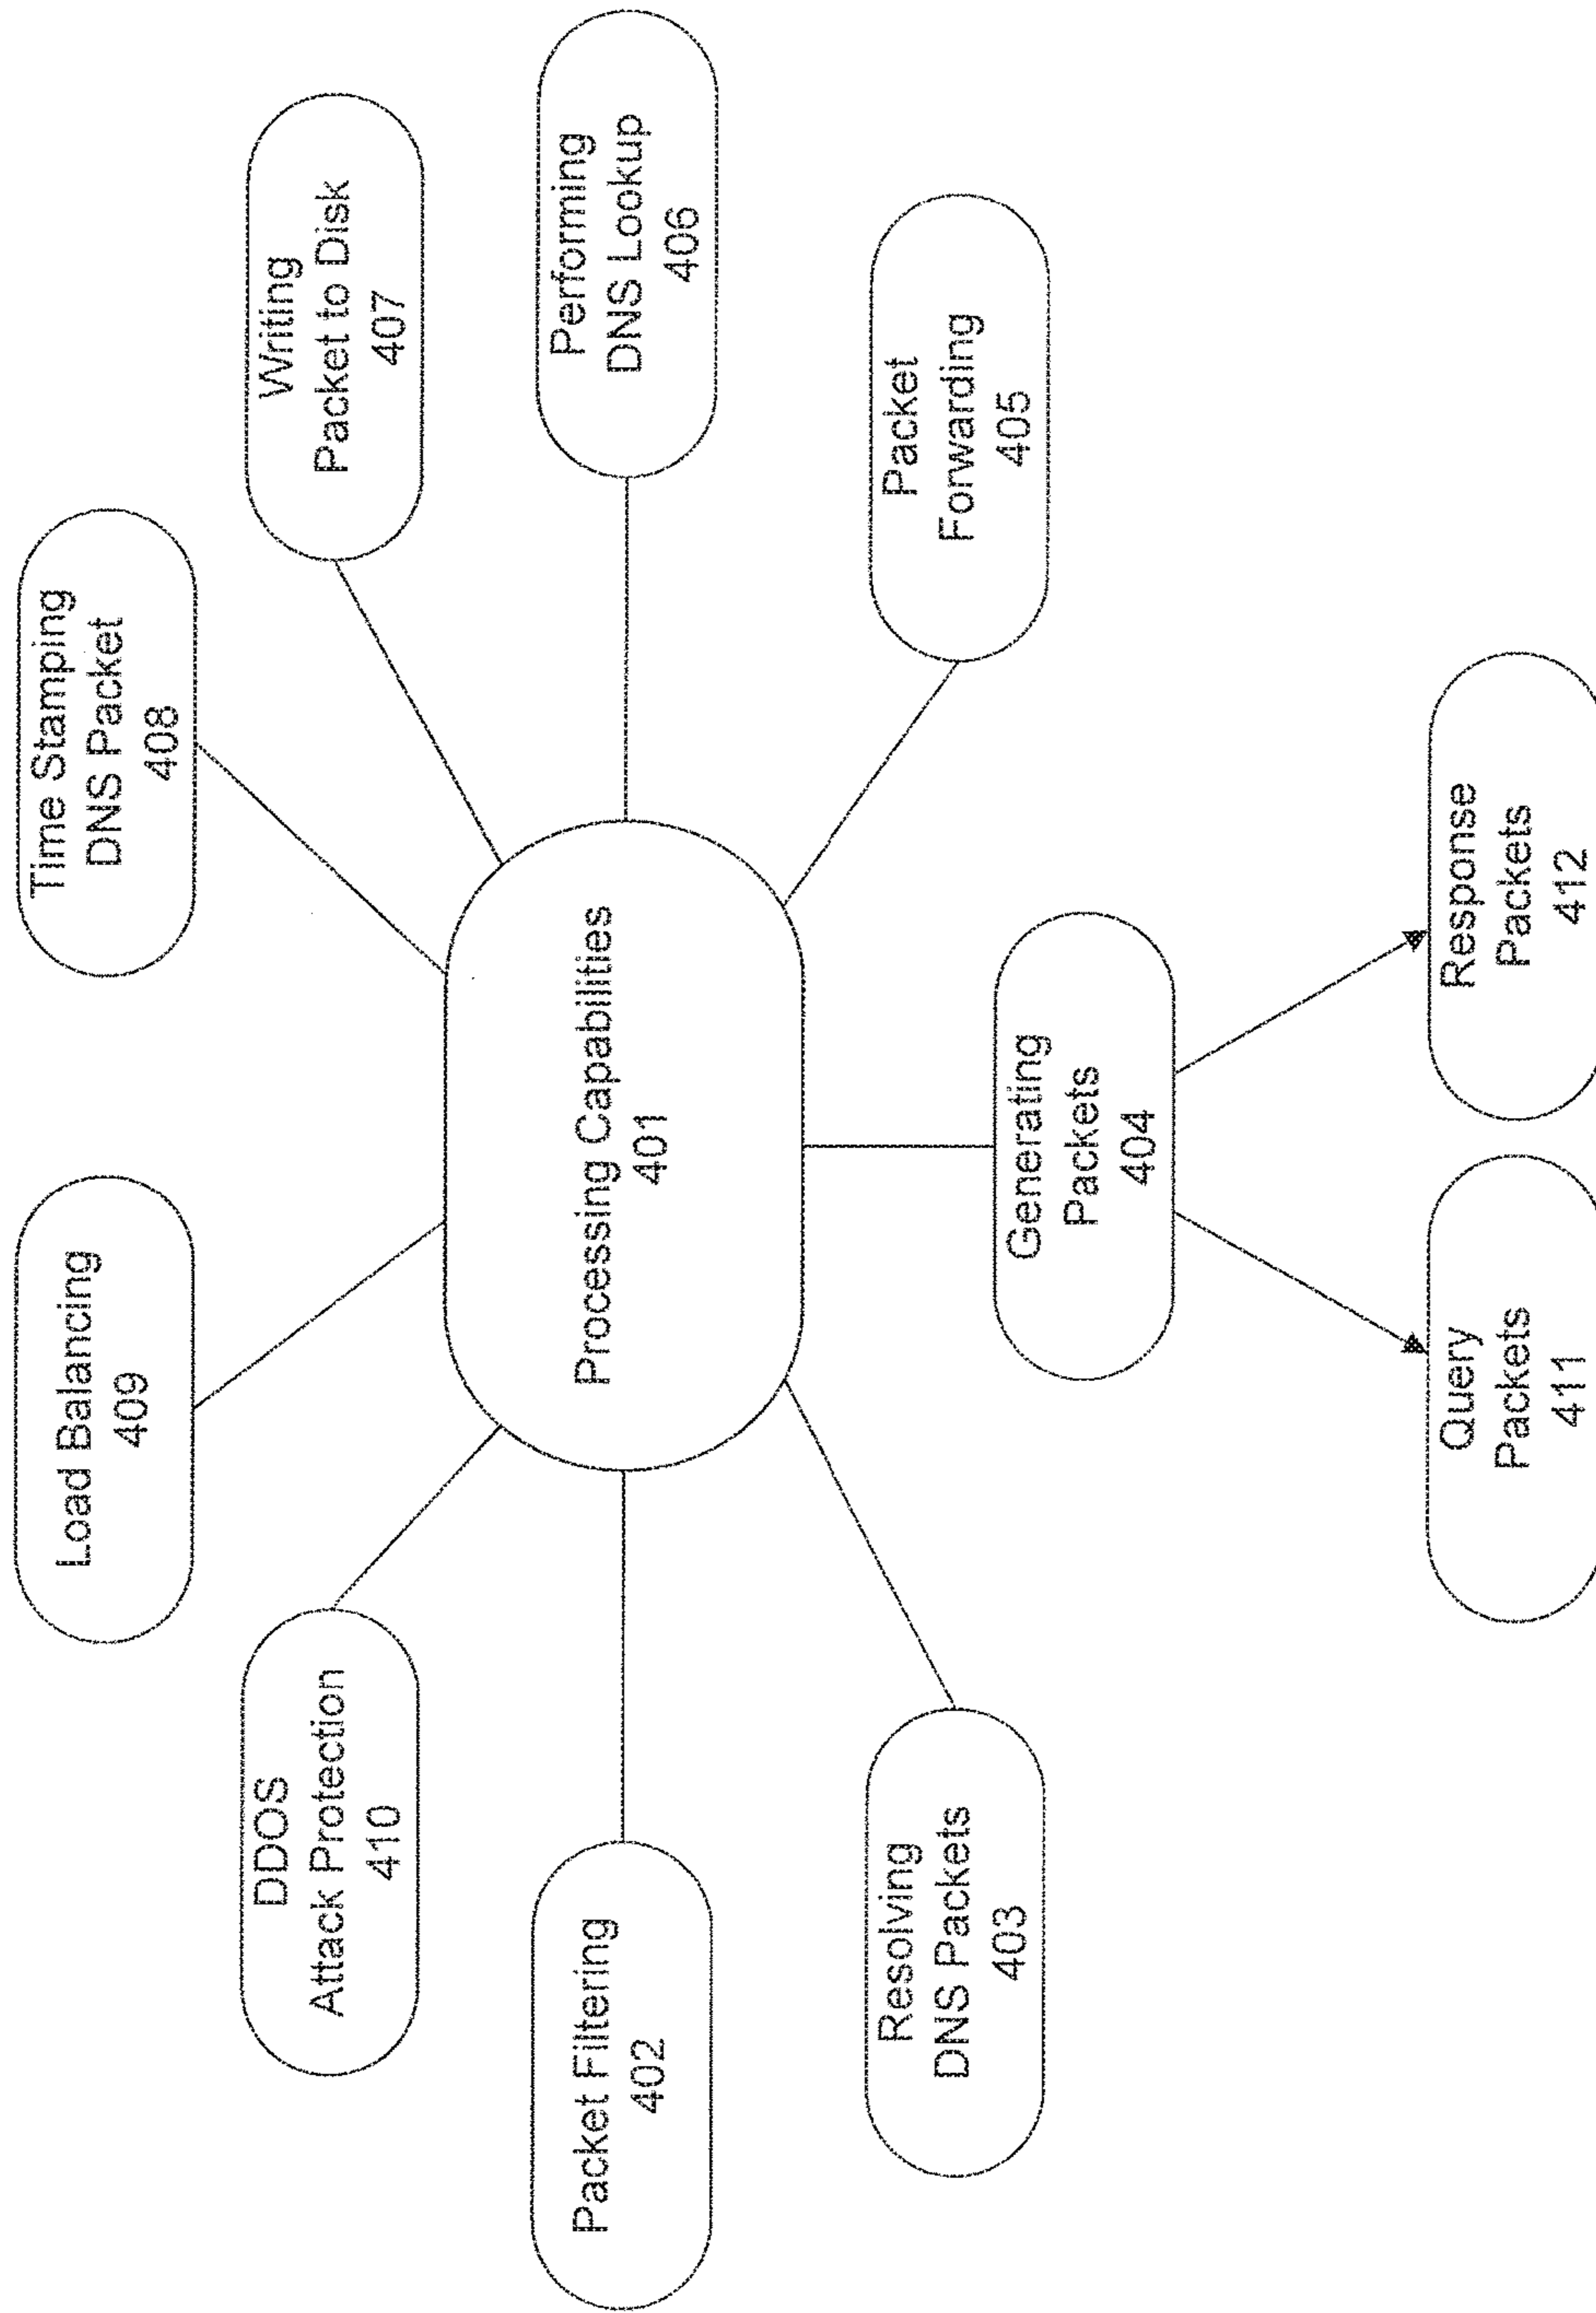 Load Balancing
409
Time Stamping
DNS Packet
408
DDOS
Attack Protection
410
Writing
Packet to Disk
407
Packet Filtering
402
Processing Capabilities
401
Performing
DNS Lookup
406
Resolving
DNS Packets
403
Packet
Forwarding
405
Generating
Packets
404
Query
Packets
411
Response
Packets
412